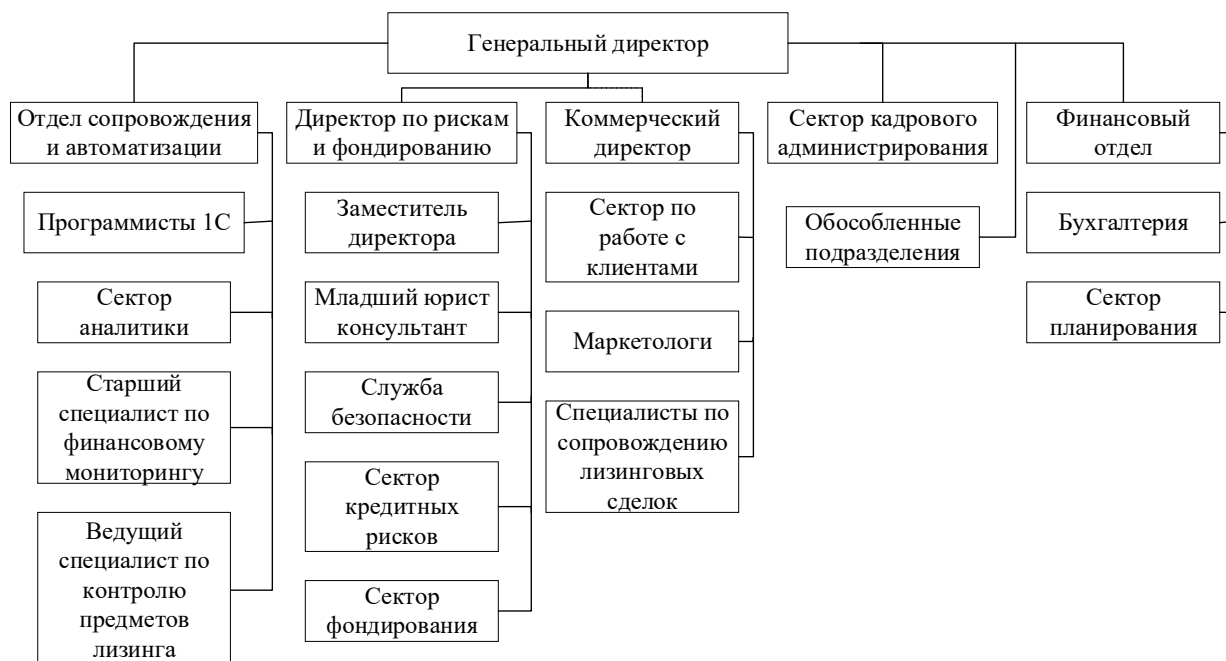 Генеральный директор
Отдел сопровождения
и автоматизации
Программисты 1С
Сектор
аналитики
Старший
специалист по
финансовому
мониторингу
Ведущий
специалист по
контролю
предметов
лизинга
Директор по рискам
и фондированию
Заместитель
директора
Младший юрист
консультант
Служба
безопасности
Сектор
кредитных
рисков
Сектор
фондирования
Коммерческий
директор
Сектор по
работе с
клиентами
Маркетологи
Специалисты по
сопровождению
лизинговых
сделок
Сектор кадрового
администрирования
Обособленные
подразделения
Финансовый
отдел
Бухгалтерия
Сектор
планирования